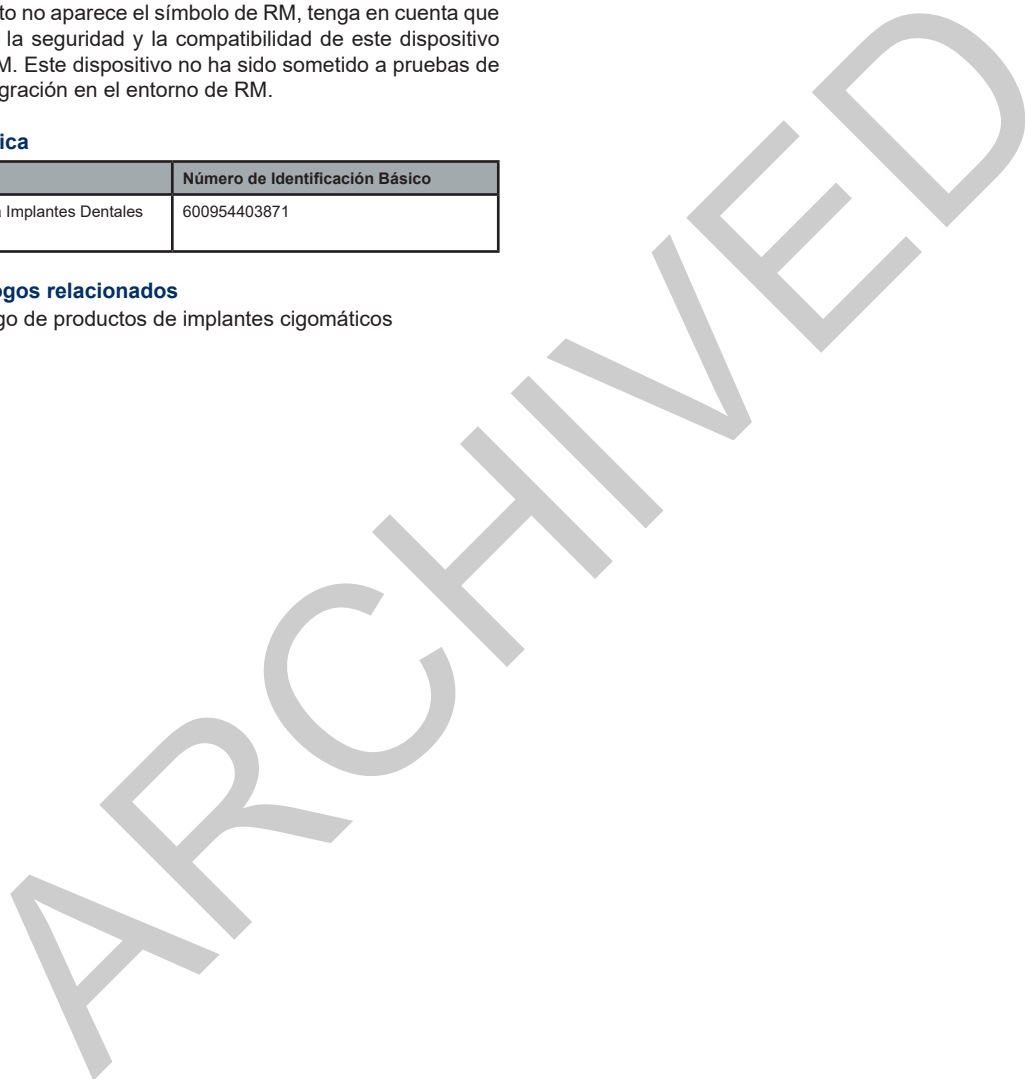 to no aparece el símbolo de RM, tenga en cuenta que
la seguridad y la compatibilidad de este dispositivo
M. Este dispositivo no ha sido sometido a pruebas de
gración en el entorno de RM.
ica
Número de Identificación Básico
Implantes Dentales 600954403871
ogos relacionados
go de productos de implantes cigomáticos
ARCHIVED